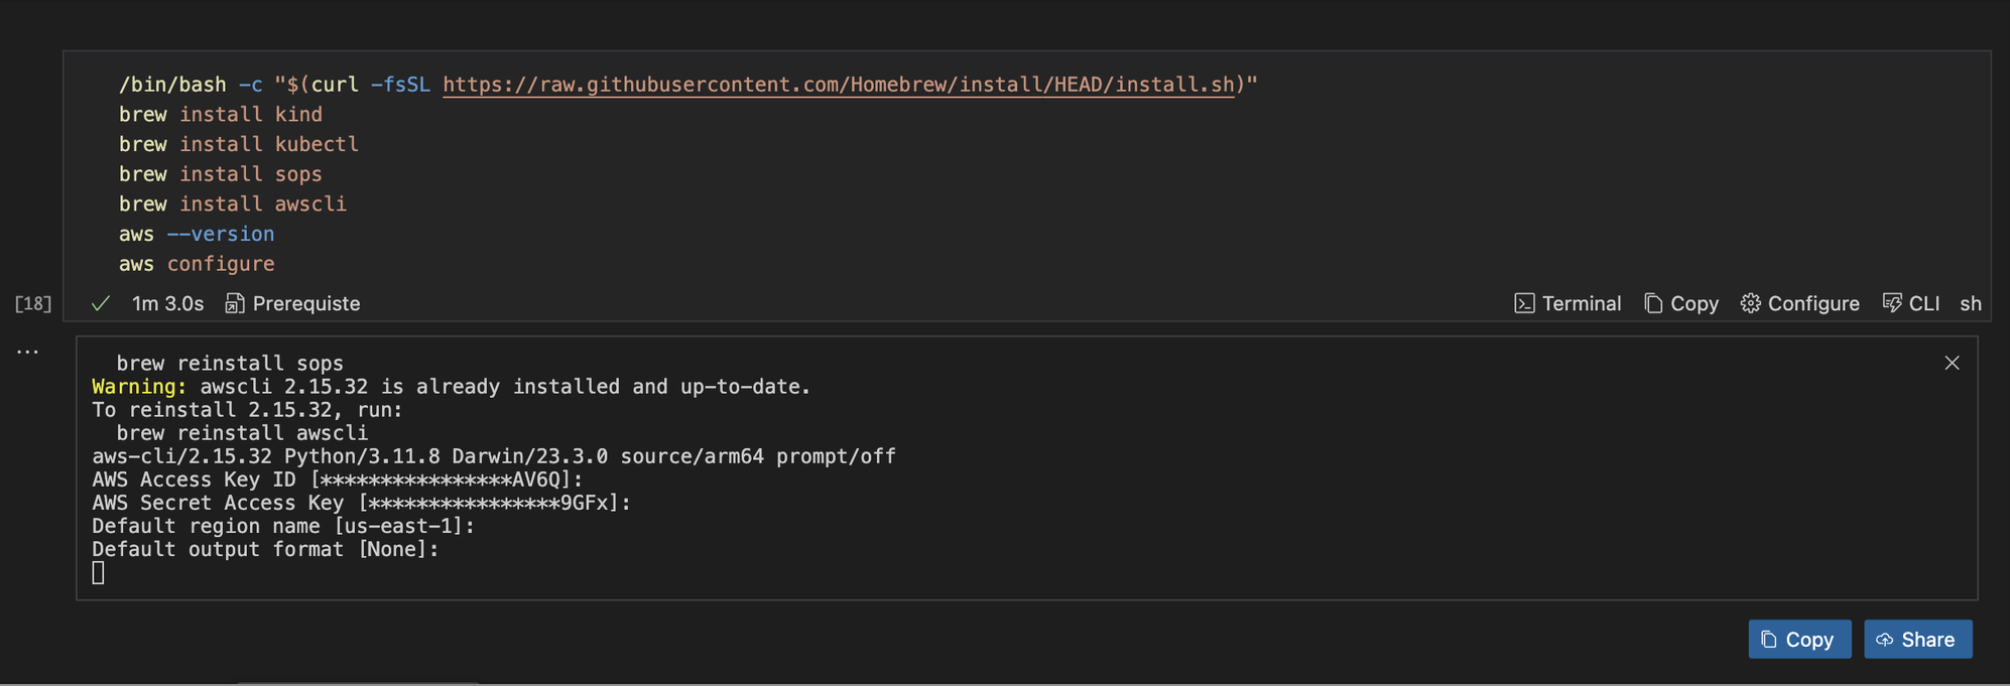 /bin/bash -c "$(curl -fsSL https://raw.githubusercontent.com/Homebrew/install/HEAD/install.sh)"
brew install kind
brew install kubectl
brew install sops
brew install awscli
aws --version
aws configure
[18] 1m 3.0s Prerequiste Terminal Copy Configure CLI sh
...
brew reinstall sops
Warning: awscli 2.15.32 is already installed and up-to-date.
To reinstall 2.15.32, run:
brew reinstall awscli
aws-cli/2.15.32 Python/3.11.8 Darwin/23.3.0 source/arm64 prompt/off
AWS Access Key ID [****************AV6Q]:
AWS Secret Access Key [****************9GFx]:
Default region name [us-east-1]:
Default output format [None]:
Copy Share